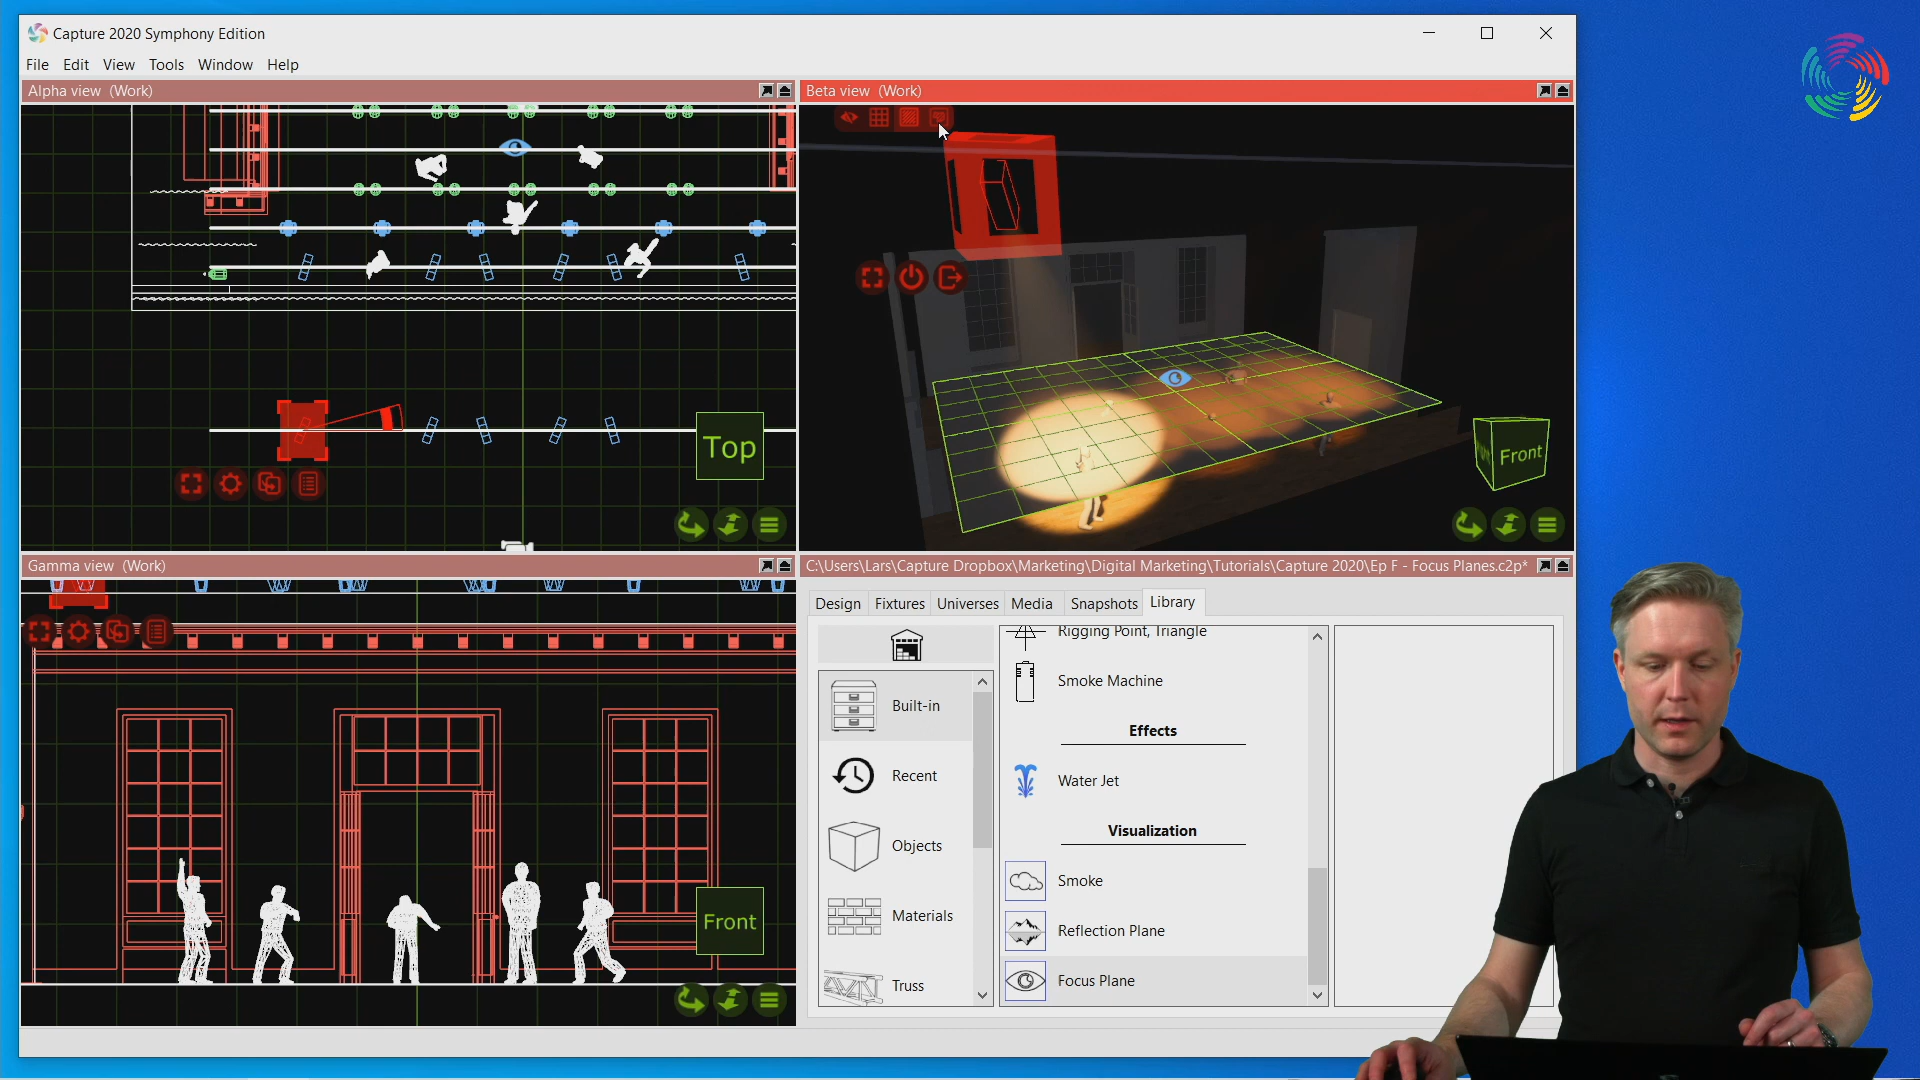 Capture 2020 Symphony Edition
File Edit View Tools Window Help
Alpha view (Work)
Beta view (Work)
Top
Front
Gamma view (Work)
C:\Users\Lars\Capture Dropbox\Marketing\Digital Marketing\Tutorials\Capture 2020\Ep F - Focus Planes.c2p*
Design Fixtures Universes Media Snapshots Library
Rigging Point, Triangle
Smoke Machine
Built-in
Effects
Recent
Water Jet
Visualization
Objects
Smoke
Materials
Front
Reflection Plane
Truss
Focus Plane